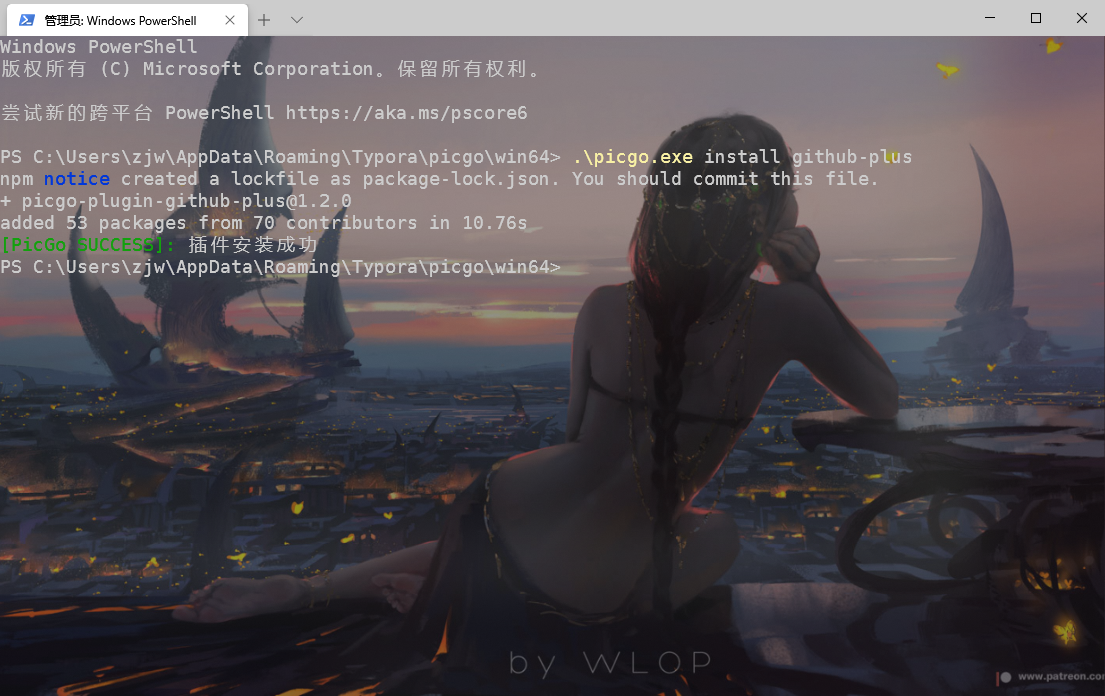 管理员: Windows PowerShell
Windows PowerShell
版权所有 (C) Microsoft Corporation。保留所有权利。
尝试新的跨平台 PowerShell https://aka.ms/pscore6
PS C:\Users\zjw\AppData\Roaming\Typora\picgo\win64> .\picgo.exe install github-plus
npm notice created a lockfile as package-lock.json. You should commit this file.
+ picgo-plugin-github-plus@1.2.0
added 53 packages from 70 contributors in 10.76s
[PicGo SUCCESS]: 插件安装成功
PS C:\Users\zjw\AppData\Roaming\Typora\picgo\win64>
by WLOP
www.patreon.com